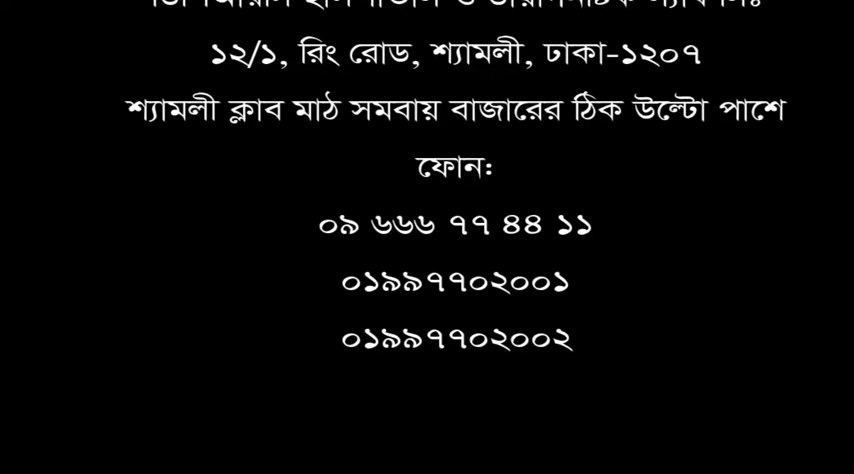 ১২/১, রিং রোড, শ্যামলী, ঢাকা-১২০৭
শ্যামলী ক্লাব মাঠ সমবায় বাজারের ঠিক উল্টো পাশে
ফোন:
০৯ ৬৬৬ ৭৭ ৪৪ ১১
০১৯৯৭৭০২০০১
০১৯৯৭৭০২০০২